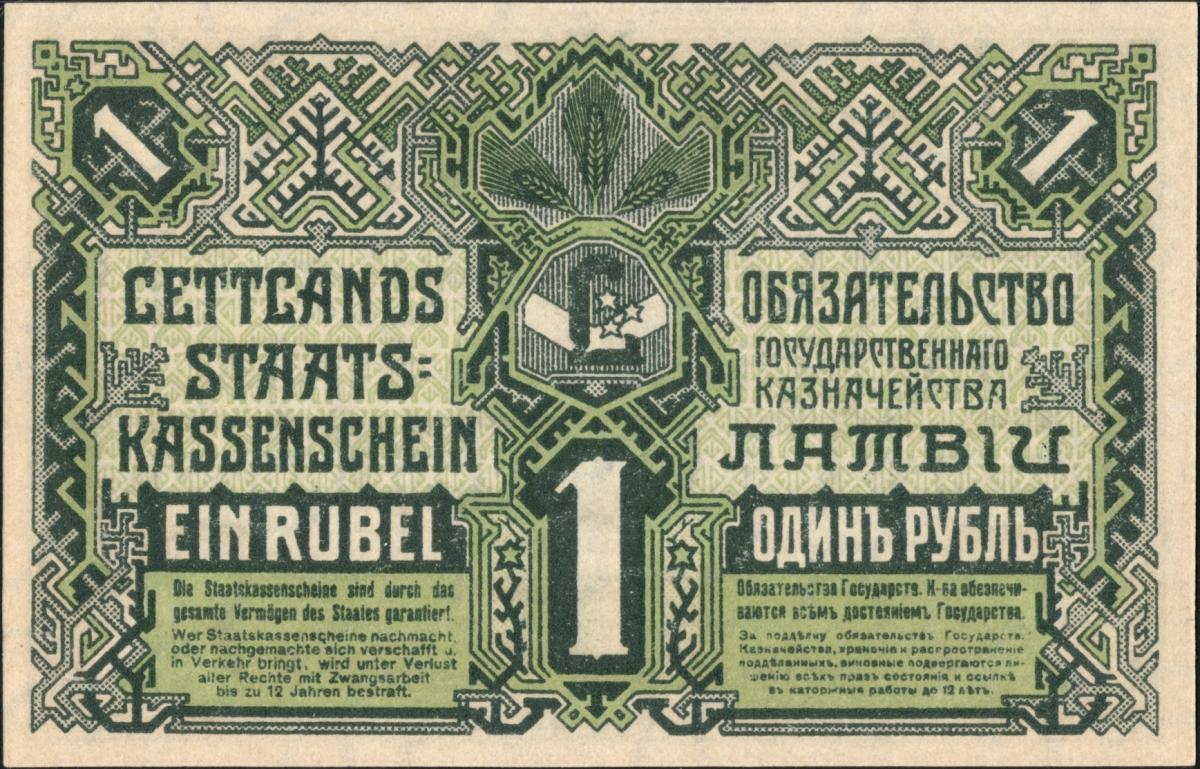 1
1
L
LETTLANDS
STAATS=
KASSENSCHEIN
EIN RUBEL
Die Staatskassenscheine sind durch das
gesamte Vermögen des Staates garantiert.
Wer Staatskassenscheine nachmacht,
oder nachgemachte sich verschafft u.
in Verkehr bringt, wird unter Verlust
aller Rechte mit Zwangsarbeit
bis zu 12 Jahren bestraft.
1
ОБЯЗАТЕЛЬСТВО
ГОСУДАРСТВЕННАГО
КАЗНАЧЕЙСТВА
ЛАТВІИ
ОДИНЪ РУБЛЬ
Обязательства Государств. К-ва обезпечи-
ваются всѣмъ достояніемъ Государства.
За поддѣлку обязательствъ Государств.
Казначейства, храненіе и распространеніе
поддѣланныхъ, виновные подвергаются ли-
шенію всѣхъ правъ состоянія и ссылкѣ
въ каторжныя работы до 12 лѣтъ.